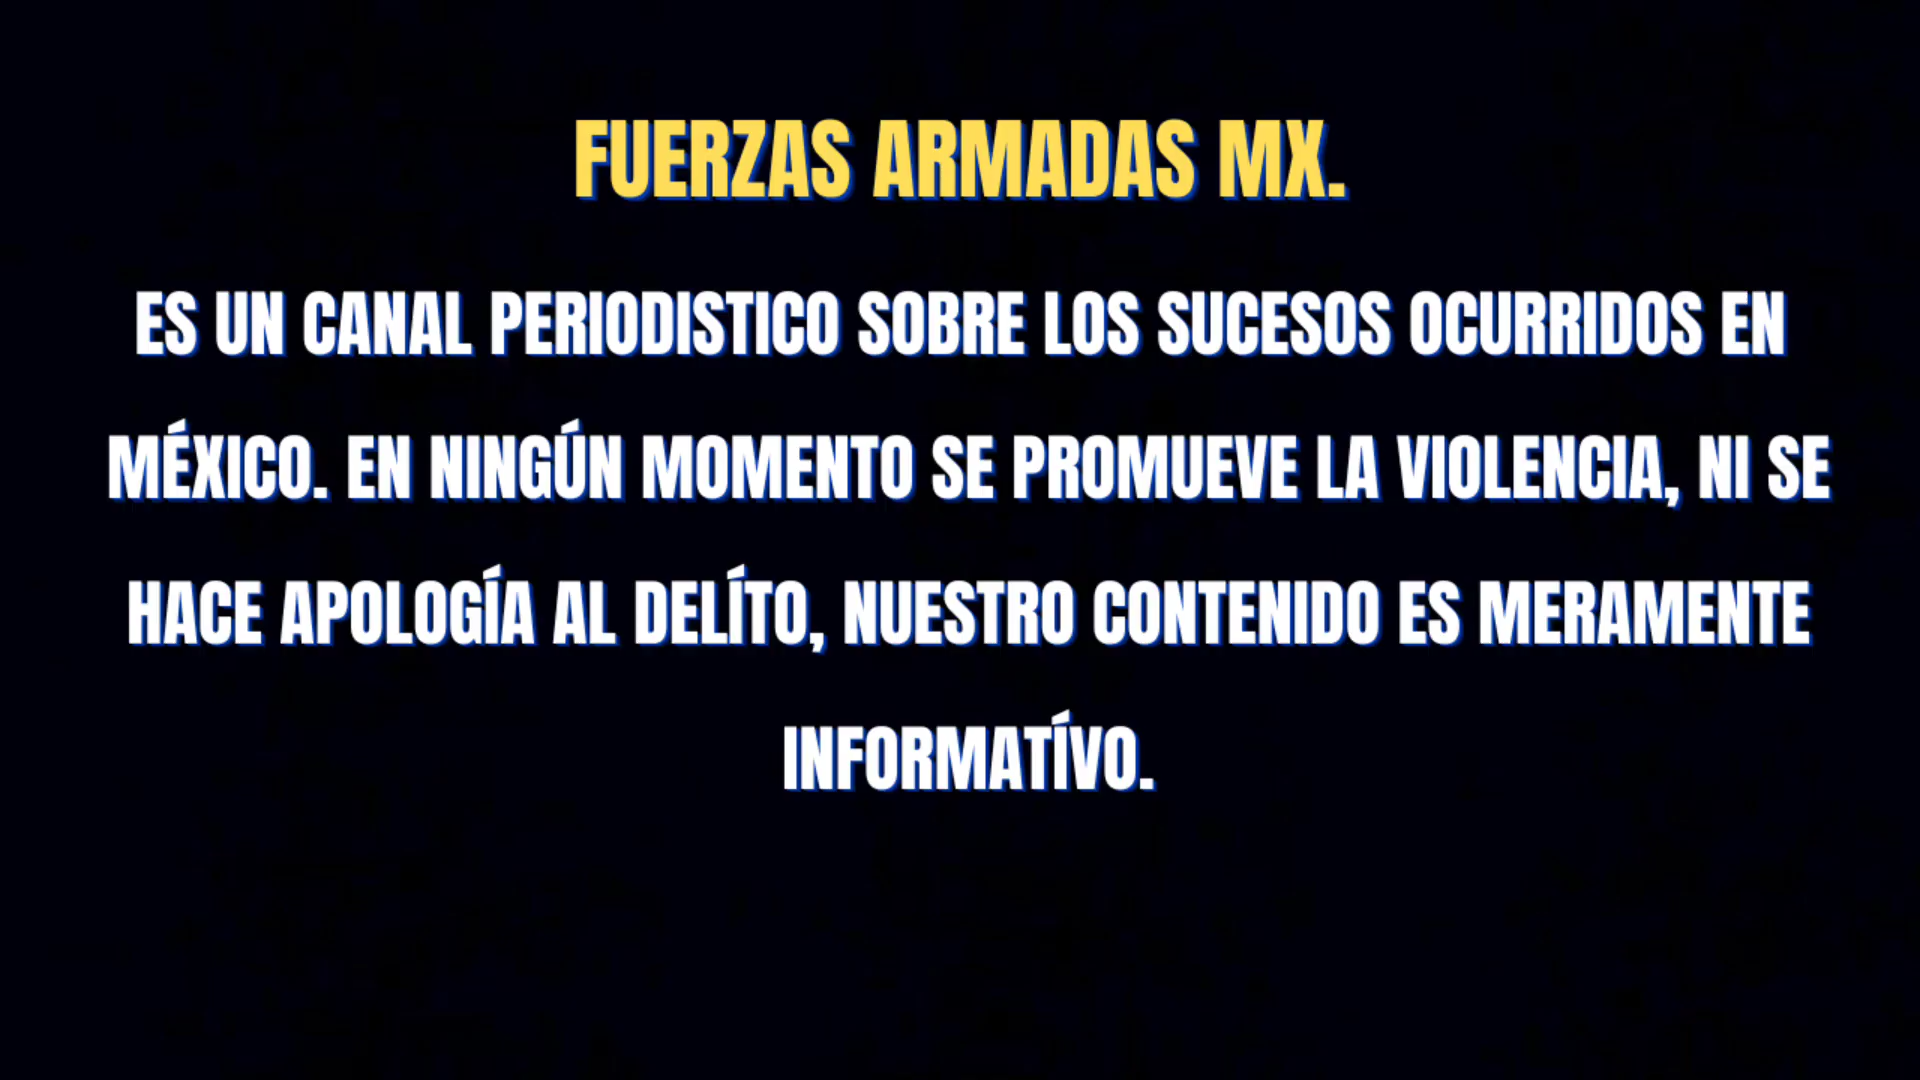 FUERZAS ARMADAS MX.
ES UN CANAL PERIODISTICO SOBRE LOS SUCESOS OCURRIDOS EN
MÉXICO. EN NINGÚN MOMENTO SE PROMUEVE LA VIOLENCIA, NI SE
HACE APOLOGÍA AL DELÍTO, NUESTRO CONTENIDO ES MERAMENTE
INFORMATÍVO.